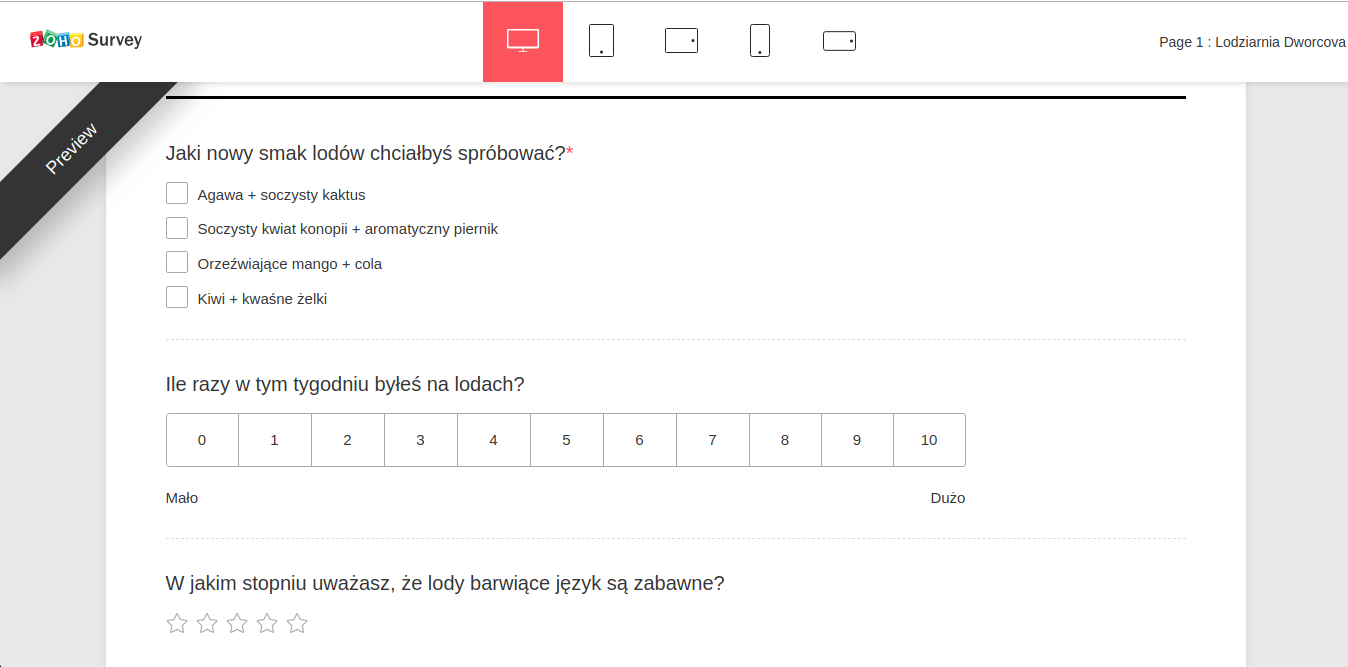 ZOHO Survey
Page 1 : Lodziarnia Dworcova
Preview
Jaki nowy smak lodów chciałbyś spróbować?*
Agawa + soczysty kaktus
Soczysty kwiat konopii + aromatyczny piernik
Orzeźwiające mango + cola
Kiwi + kwaśne żelki
Ile razy w tym tygodniu byłeś na lodach?
0 1 2 3 4 5 6 7 8 9 10
Mało Dużo
W jakim stopniu uważasz, że lody barwiące język są zabawne?